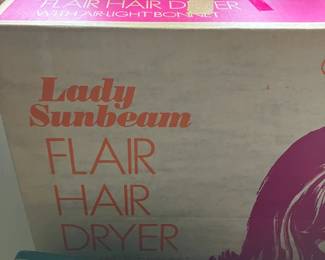 FLAIR HAIR DRYER
WITH AIR-LIGHT BONNET
Lady
Sunbeam
FLAIR
HAIR
DRYER